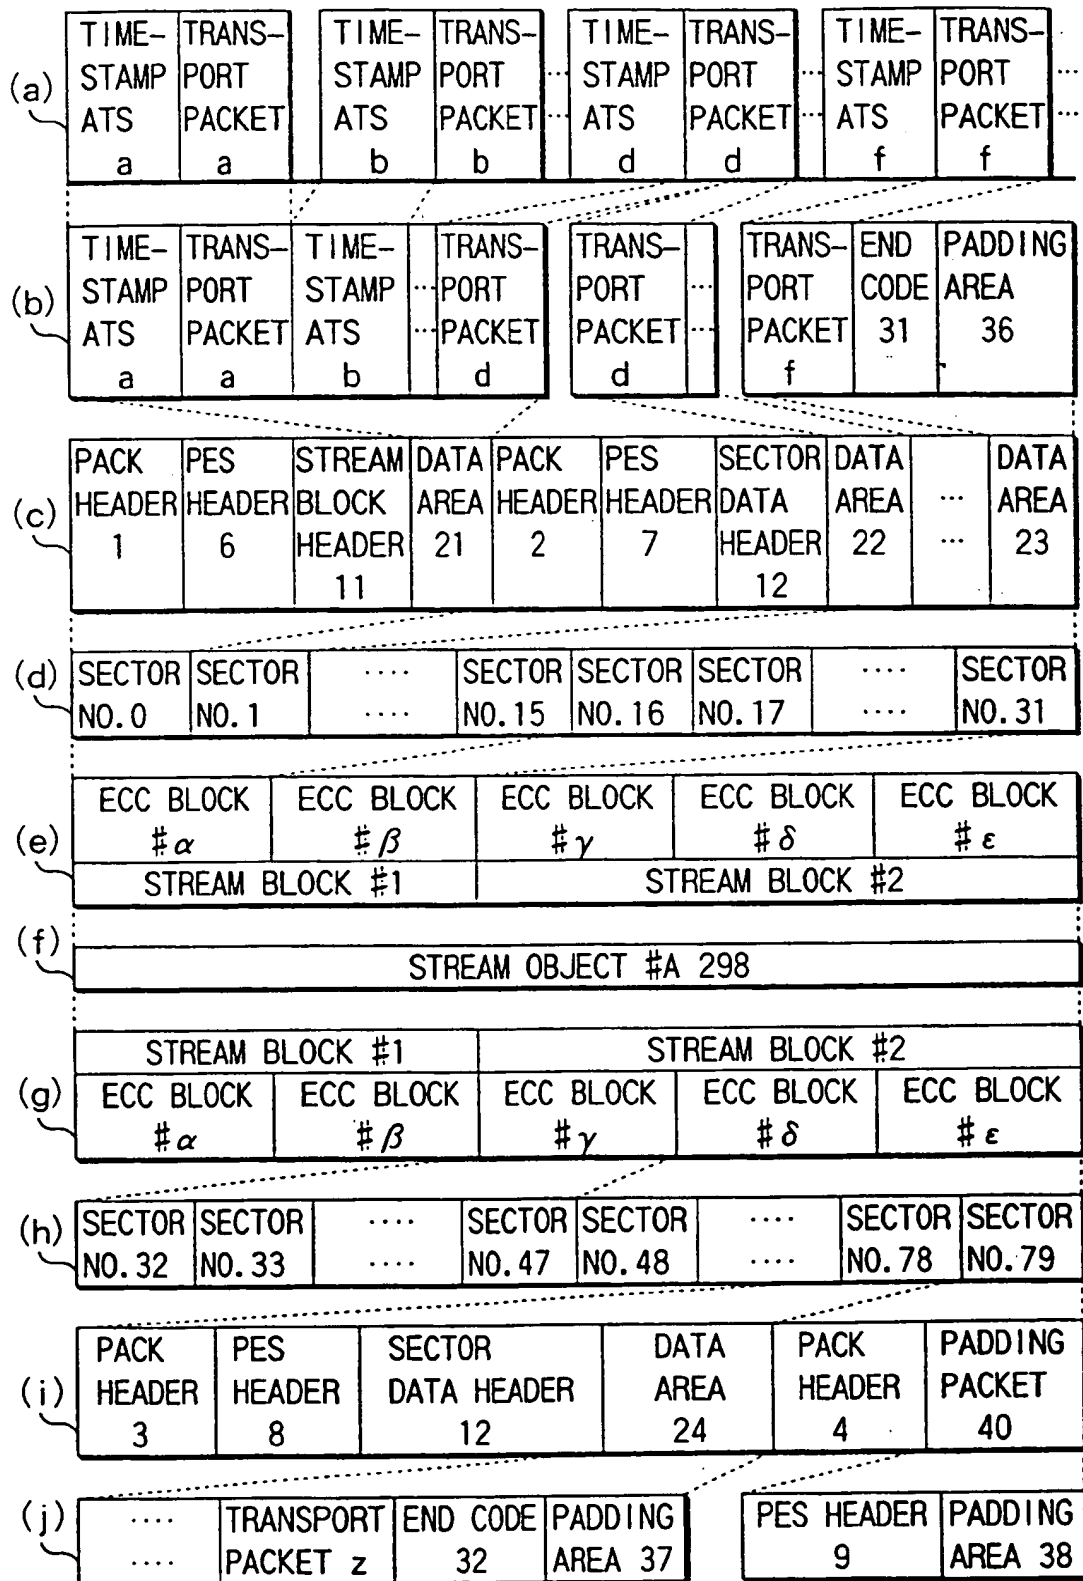 (a)
TIME-STAMP ATS a
TRANS-PORT PACKET a
TIME-STAMP ATS b
TRANS-PORT PACKET b
... ...
TIME-STAMP ATS d
TRANS-PORT PACKET d
... ...
TIME-STAMP ATS f
TRANS-PORT PACKET f
... ...
(b)
TIME-STAMP ATS a
TRANS-PORT PACKET a
TIME-STAMP ATS b
... ...
TRANS-PORT PACKET d
TRANS-PORT PACKET d
... ...
TRANS-PORT PACKET f
END CODE 31
PADDING AREA 36
(c)
PACK HEADER 1
PES HEADER 6
STREAM BLOCK HEADER 11
DATA AREA 21
PACK HEADER 2
PES HEADER 7
SECTOR DATA HEADER 12
DATA AREA 22
... ...
DATA AREA 23
(d)
SECTOR NO.0
SECTOR NO.1
.... ....
SECTOR NO.15
SECTOR NO.16
SECTOR NO.17
.... ....
SECTOR NO.31
(e)
ECC BLOCK #α
ECC BLOCK #β
ECC BLOCK #γ
ECC BLOCK #δ
ECC BLOCK #ε
STREAM BLOCK #1
STREAM BLOCK #2
(f)
STREAM OBJECT #A 298
(g)
STREAM BLOCK #1
STREAM BLOCK #2
ECC BLOCK #α
ECC BLOCK #β
ECC BLOCK #γ
ECC BLOCK #δ
ECC BLOCK #ε
(h)
SECTOR NO.32
SECTOR NO.33
.... ....
SECTOR NO.47
SECTOR NO.48
.... ....
SECTOR NO.78
SECTOR NO.79
(i)
PACK HEADER 3
PES HEADER 8
SECTOR DATA HEADER 12
DATA AREA 24
PACK HEADER 4
PADDING PACKET 40
(j)
.... ....
TRANSPORT PACKET z
END CODE 32
PADDING AREA 37
PES HEADER 9
PADDING AREA 38